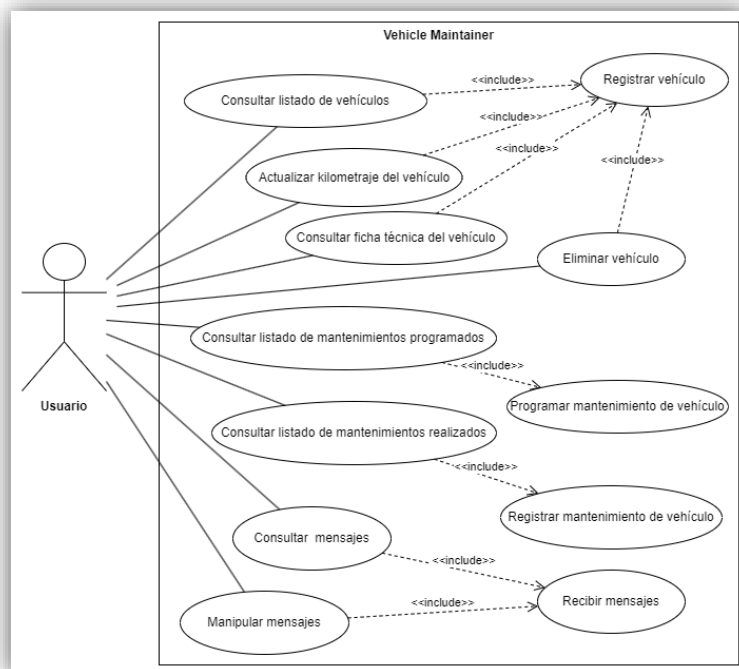 Vehicle Maintainer
<<include>>
Registrar vehículo
Consultar listado de vehículos
<<include>>
<<include>>
<<include>>
Actualizar kilometraje del vehículo
Consultar ficha técnica del vehículo
Eliminar vehículo
Consultar listado de mantenimientos programados
<<include>>
Usuario
Programar mantenimiento de vehículo
Consultar listado de mantenimientos realizados
<<include>>
Registrar mantenimiento de vehículo
Consultar mensajes
<<include>>
<<include>>
Recibir mensajes
Manipular mensajes